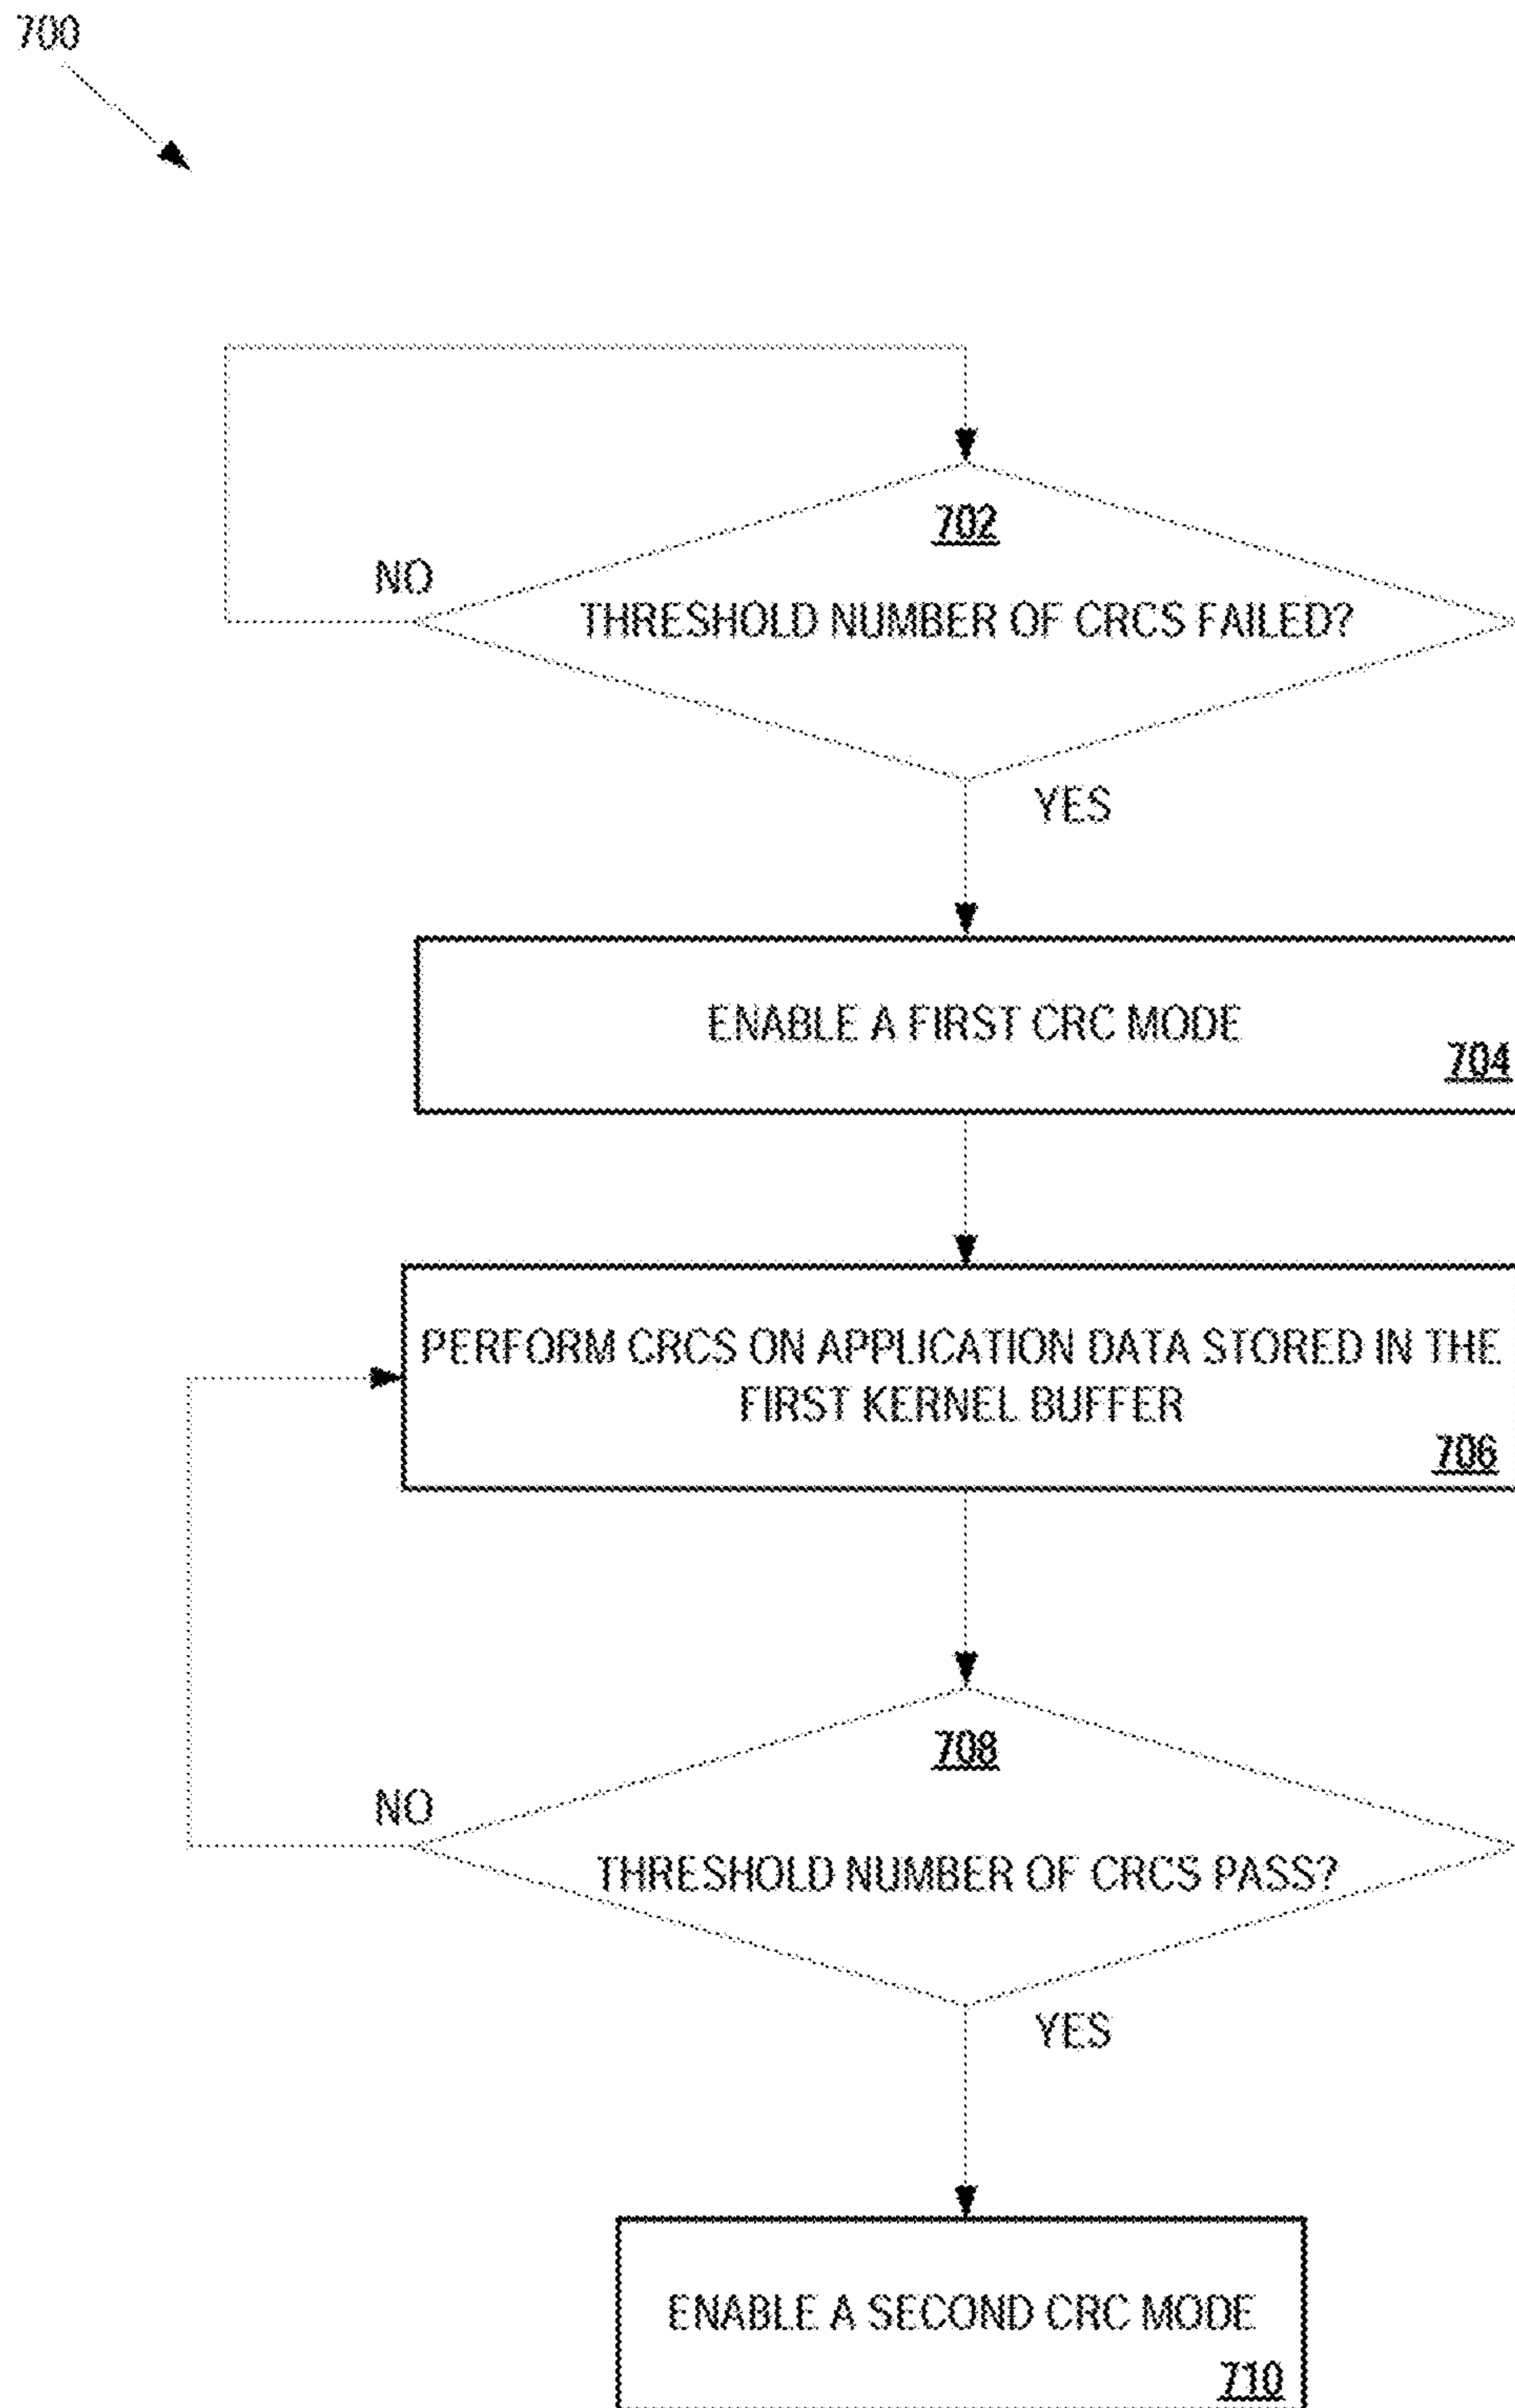 700
702
NO
THRESHOLD NUMBER OF CRCS FAILED?
YES
ENABLE A FIRST CRC MODE
704
PERFORM CRCS ON APPLICATION DATA STORED IN THE
FIRST KERNEL BUFFER
706
708
NO
THRESHOLD NUMBER OF CRCS PASS?
YES
ENABLE A SECOND CRC MODE
710